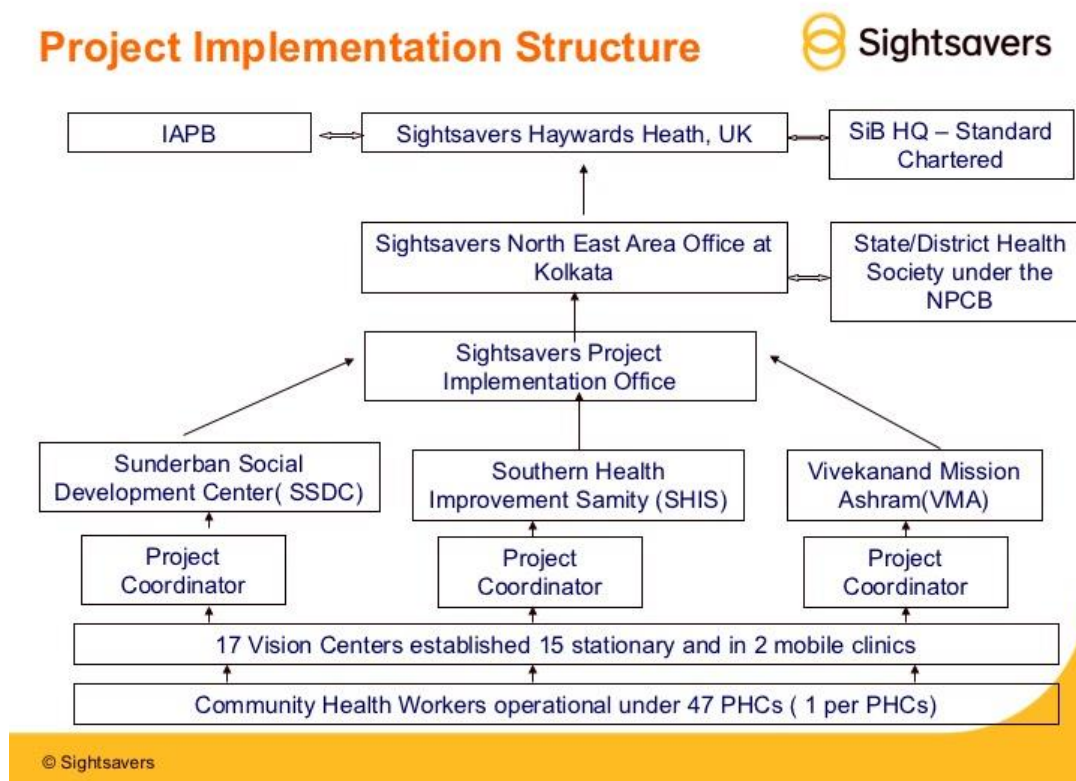 Project Implementation Structure
Sightsavers
IAPB
Sightsavers Haywards Heath, UK
SiB HQ – Standard
Chartered
Sightsavers North East Area Office at
Kolkata
State/District Health
Society under the
NPCB
Sightsavers Project
Implementation Office
Sunderban Social
Development Center( SSDC)
Southern Health
Improvement Samity (SHIS)
Vivekanand Mission
Ashram(VMA)
Project
Coordinator
Project
Coordinator
Project
Coordinator
17 Vision Centers established 15 stationary and in 2 mobile clinics
Community Health Workers operational under 47 PHCs ( 1 per PHCs)
© Sightsavers